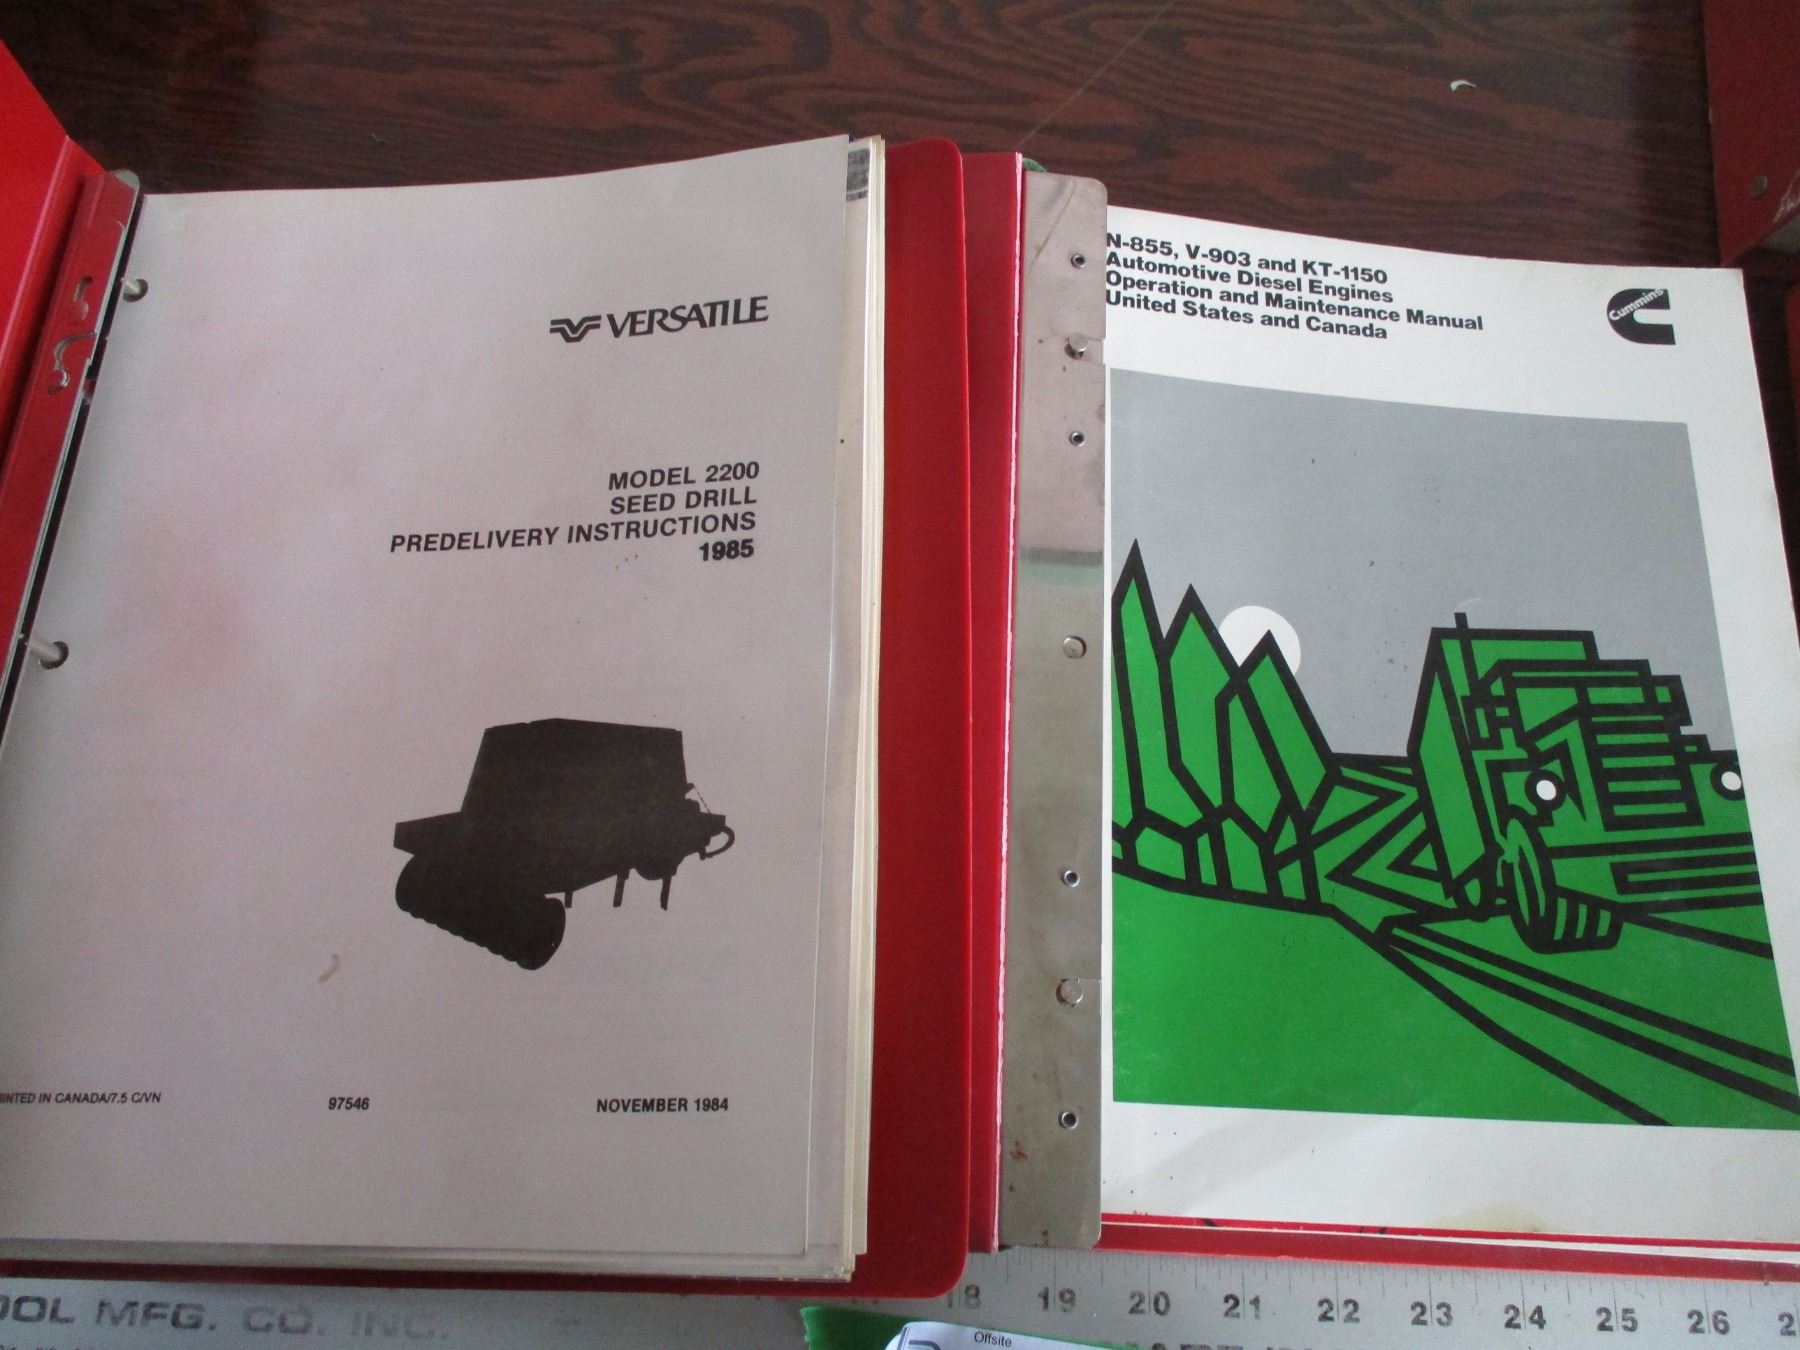 VERSATILE
MODEL 2200
SEED DRILL
PREDELIVERY INSTRUCTIONS
1985
IN CANADA/7.5 C/VN
97546
NOVEMBER 1984
N-855, V-903 and KT-1150
Automotive Diesel Engines
Operation and Maintenance Manual
United States and Canada
Cummins
18 19 20 21 22 23 24 25 26
MFG. CO. INC.
Offsite